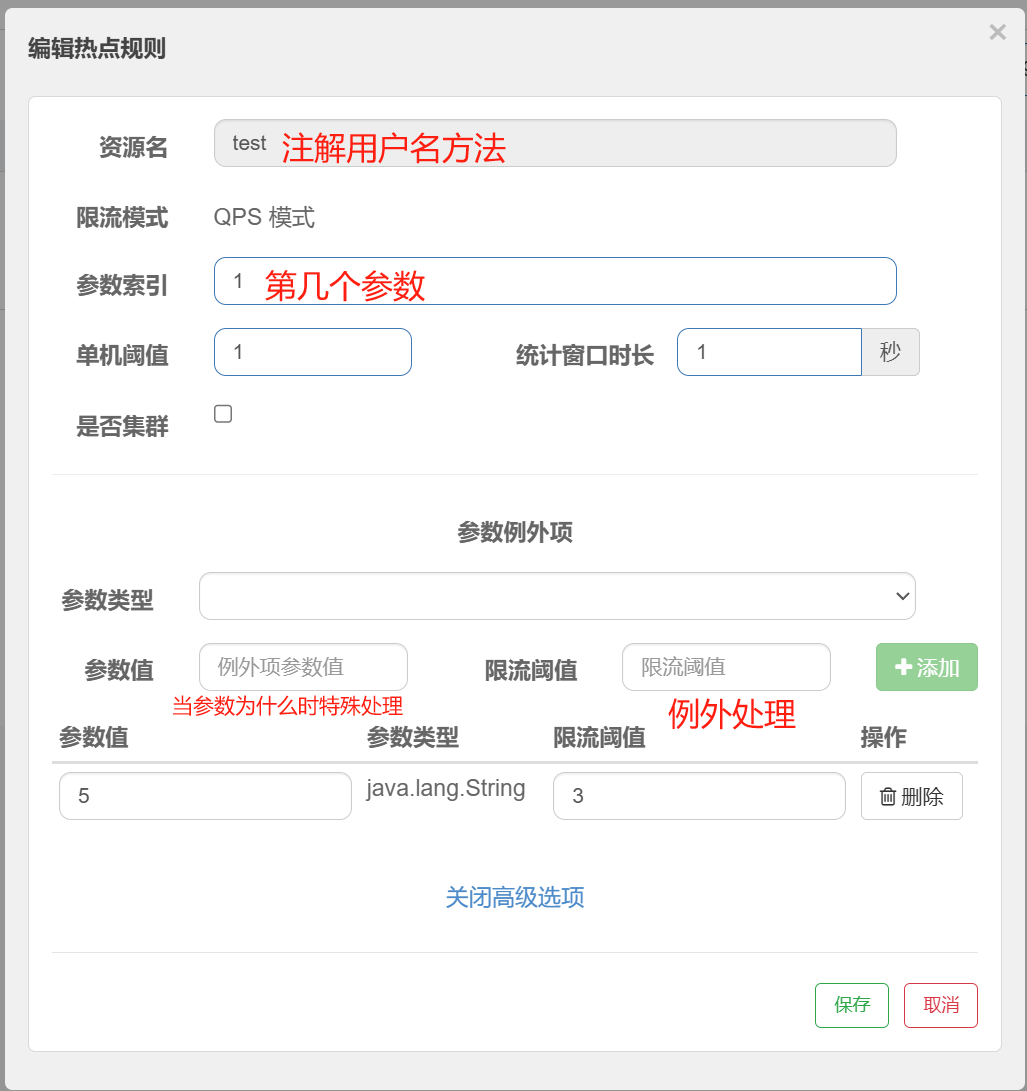 编辑热点规则 ×
资源名 test 注解用户名方法
限流模式 QPS 模式
参数索引 1 第几个参数
单机阈值 1 统计窗口时长 1 秒
是否集群
参数例外项
参数类型
参数值 例外项参数值 限流阈值 限流阈值 添加
当参数为什么时特殊处理 例外处理
参数值 参数类型 限流阈值 操作
5 java.lang.String 3 删除
关闭高级选项
保存 取消